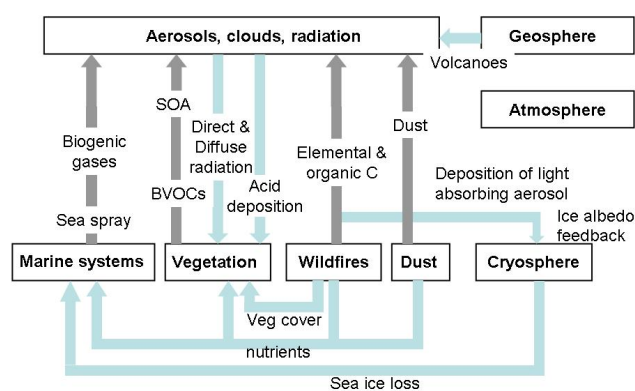 Aerosols, clouds, radiation
Geosphere
Volcanoes
Atmosphere
SOA
Biogenic
gases
Direct &
Diffuse
radiation
Dust
Elemental &
organic C
BVOCs
Acid
deposition
Deposition of light
absorbing aerosol
Sea spray
Ice albedo
feedback
Marine systems
Vegetation
Wildfires
Dust
Cryosphere
Veg cover
nutrients
Sea ice loss